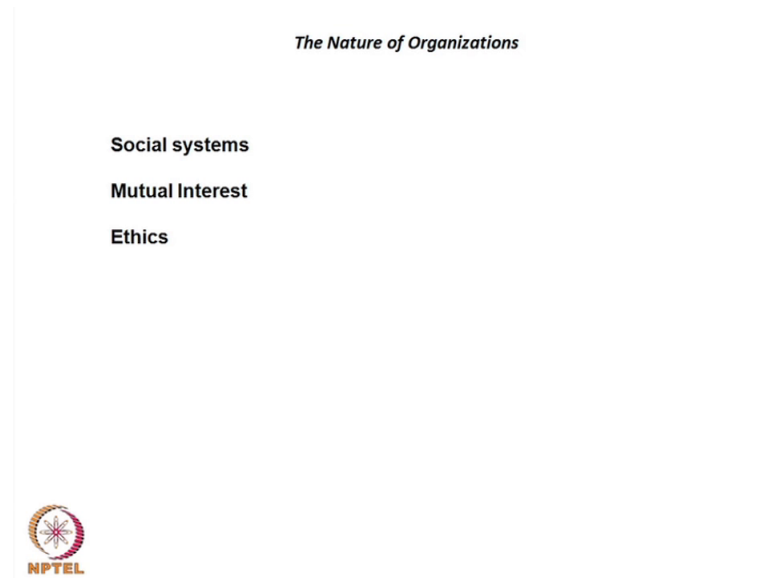 The Nature of Organizations
Social systems
Mutual Interest
Ethics
NPTEL